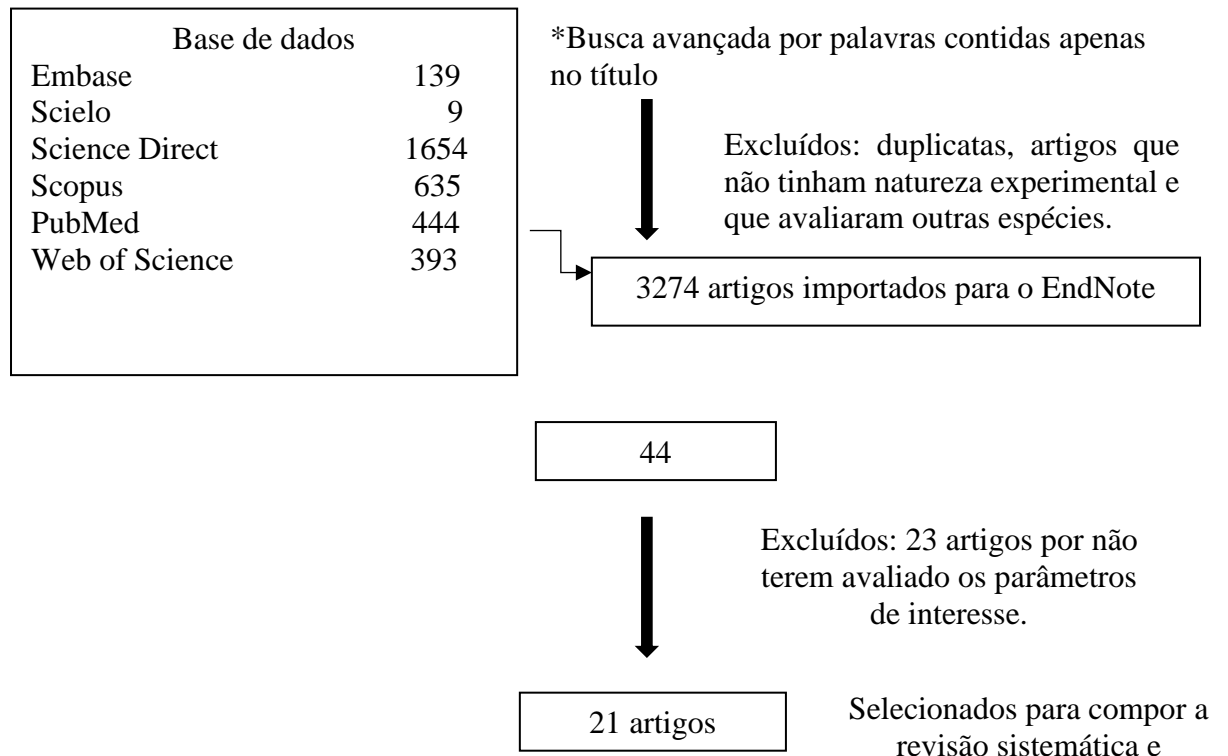 Base de dados
Embase 139
Scielo 9
Science Direct 1654
Scopus 635
PubMed 444
Web of Science 393
*Busca avançada por palavras contidas apenas
no título
Excluídos: duplicatas, artigos que
não tinham natureza experimental e
que avaliaram outras espécies.
3274 artigos importados para o EndNote
44
Excluídos: 23 artigos por não
terem avaliado os parâmetros
de interesse.
21 artigos
Selecionados para compor a
revisão sistemática e